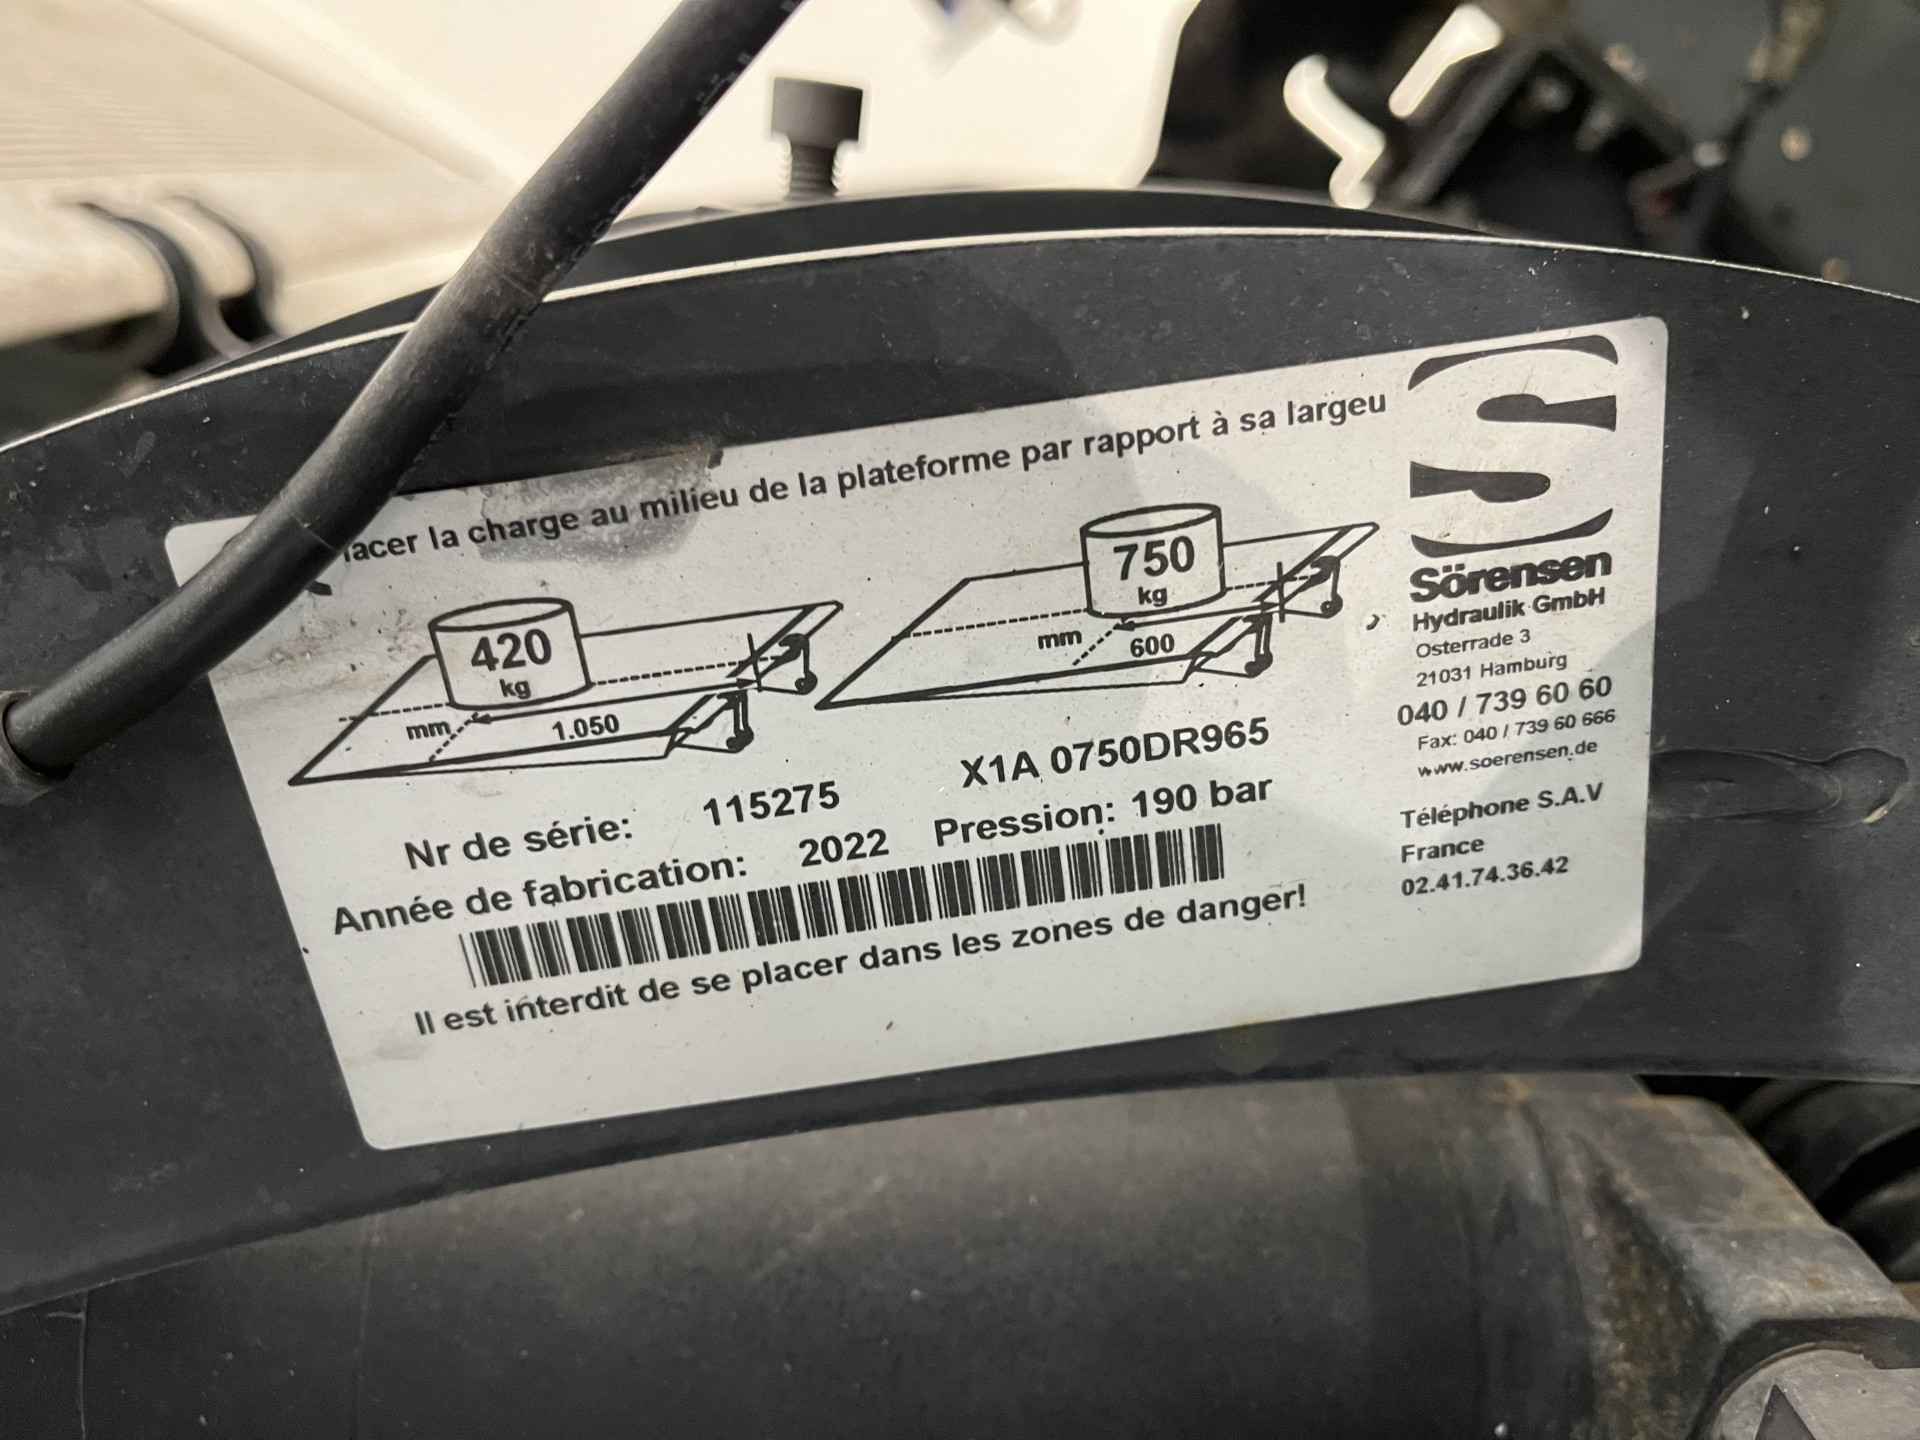 lacer la charge au milieu de la plateforme par rapport à sa largeu
420
kg
mm
1.050
750
kg
mm
600
Nr de série: 115275 X1A 0750DR965
Année de fabrication: 2022 Pression: 190 bar
Il est interdit de se placer dans les zones de danger!
S
Sörensen
Hydraulik GmbH
Osterrade 3
21031 Hamburg
040 / 739 60 60
Fax: 040 / 739 60 666
www.soerensen.de
Téléphone S.A.V
France
02.41.74.36.42